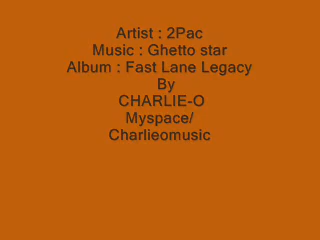 Artist : 2Pac
Music : Ghetto star
Album : Fast Lane Legacy
By
CHARLIE-O
Myspace/
Charlieomusic